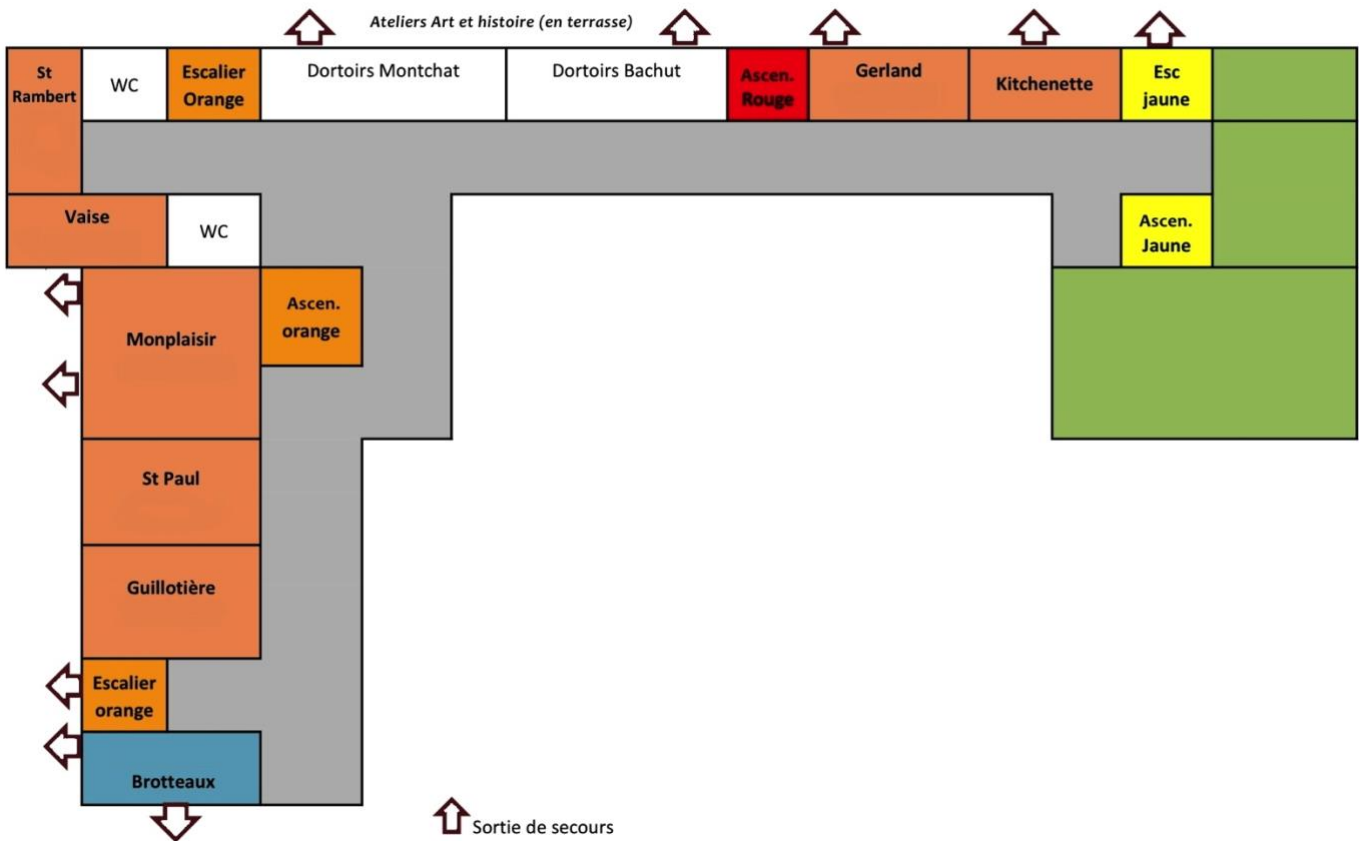 Ateliers Art et histoire (en terrasse)
St
Rambert
WC
Escalier
Orange
Dortoirs Montchat
Dortoirs Bachut
Ascen.
Rouge
Gerland
Kitchenette
Esc
jaune
Vaise
WC
Ascen.
Jaune
Monplaisir
Ascen.
orange
St Paul
Guillotière
Escalier
orange
Brotteaux
Sortie de secours